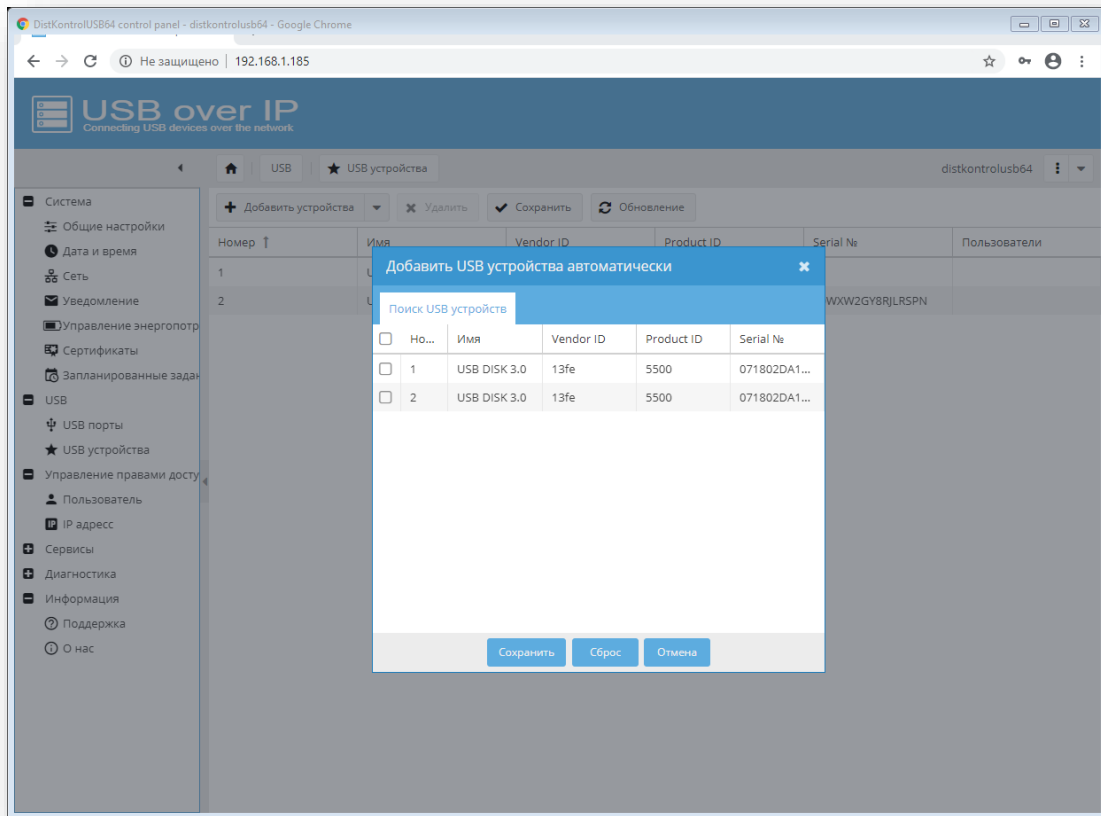 DistKontrolUSB64 control panel - distkontrolusb64 - Google Chrome
Не защищено | 192.168.1.185
USB over IP
Connecting USB devices over the network
USB USB устройства distkontrolusb64
Система
Общие настройки
Дата и время
Сеть
Уведомление
Управление энергопотр
Сертификаты
Запланированные задан
USB
USB порты
USB устройства
Управление правами досту
Пользователь
IP адресс
Сервисы
Диагностика
Информация
Поддержка
О нас
Добавить устройства Удалить Сохранить Обновление
Номер Имя Vendor ID Product ID Serial № Пользователи
1
2 WXW2GY8RJLRSPN
Добавить USB устройства автоматически
Поиск USB устройств
Но... Имя Vendor ID Product ID Serial №
1 USB DISK 3.0 13fe 5500 071802DA1...
2 USB DISK 3.0 13fe 5500 071802DA1...
Сохранить Сброс Отмена